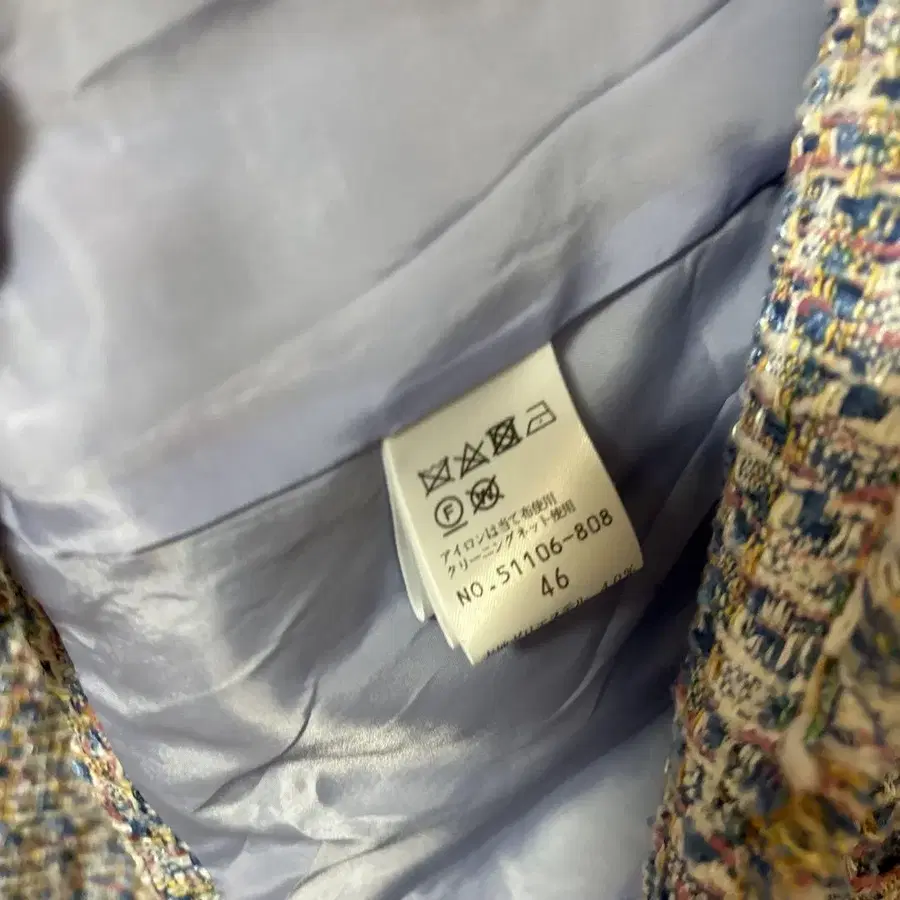 F W
アイロンは当て布使用
クリーニングネット使用
NO.51106-808
46